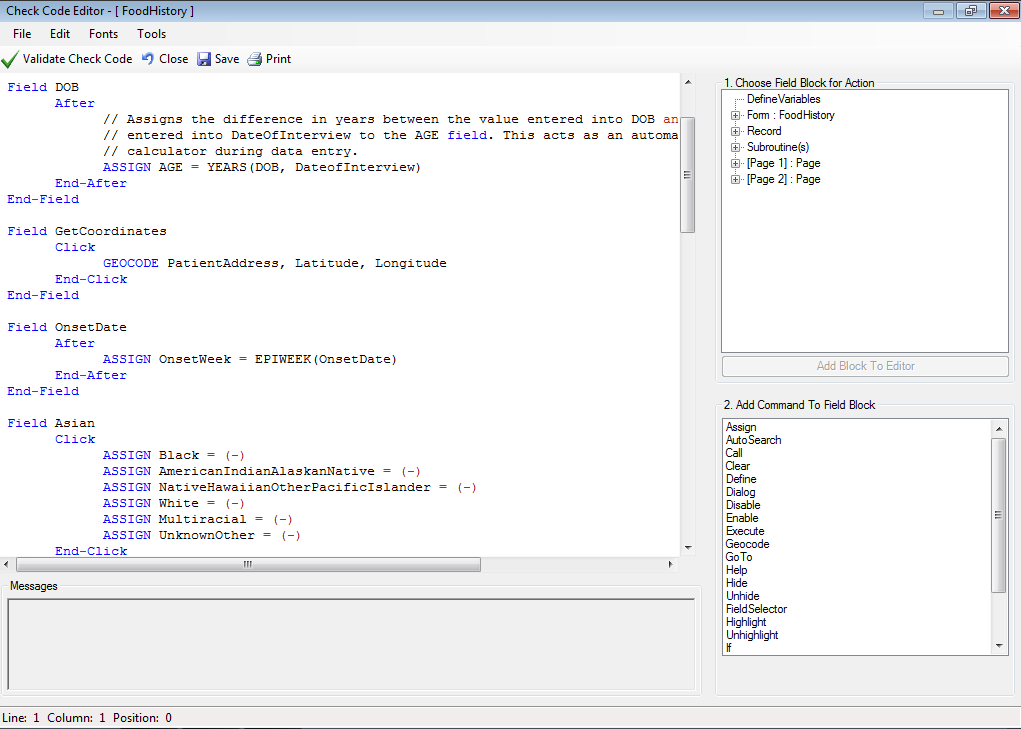 Check Code Editor - [ FoodHistory ]
File Edit Fonts Tools
Validate Check Code Close Save Print
Field DOB
After
// Assigns the difference in years between the value entered into DOB an
// entered into DateOfInterview to the AGE field. This acts as an automa
// calculator during data entry.
ASSIGN AGE = YEARS(DOB, DateofInterview)
End-After
End-Field
Field GetCoordinates
Click
GEOCODE PatientAddress, Latitude, Longitude
End-Click
End-Field
Field OnsetDate
After
ASSIGN OnsetWeek = EPIWEEK(OnsetDate)
End-After
End-Field
Field Asian
Click
ASSIGN Black = (-)
ASSIGN AmericanIndianAlaskanNative = (-)
ASSIGN NativeHawaiianOtherPacificIslander = (-)
ASSIGN White = (-)
ASSIGN Multiracial = (-)
ASSIGN UnknownOther = (-)
End-Click
Messages
1. Choose Field Block for Action
DefineVariables
Form : FoodHistory
Record
Subroutine(s)
[Page 1] : Page
[Page 2] : Page
Add Block To Editor
2. Add Command To Field Block
Assign
AutoSearch
Call
Clear
Define
Dialog
Disable
Enable
Execute
Geocode
GoTo
Help
Hide
Unhide
FieldSelector
Highlight
Unhighlight
If
Line: 1 Column: 1 Position: 0